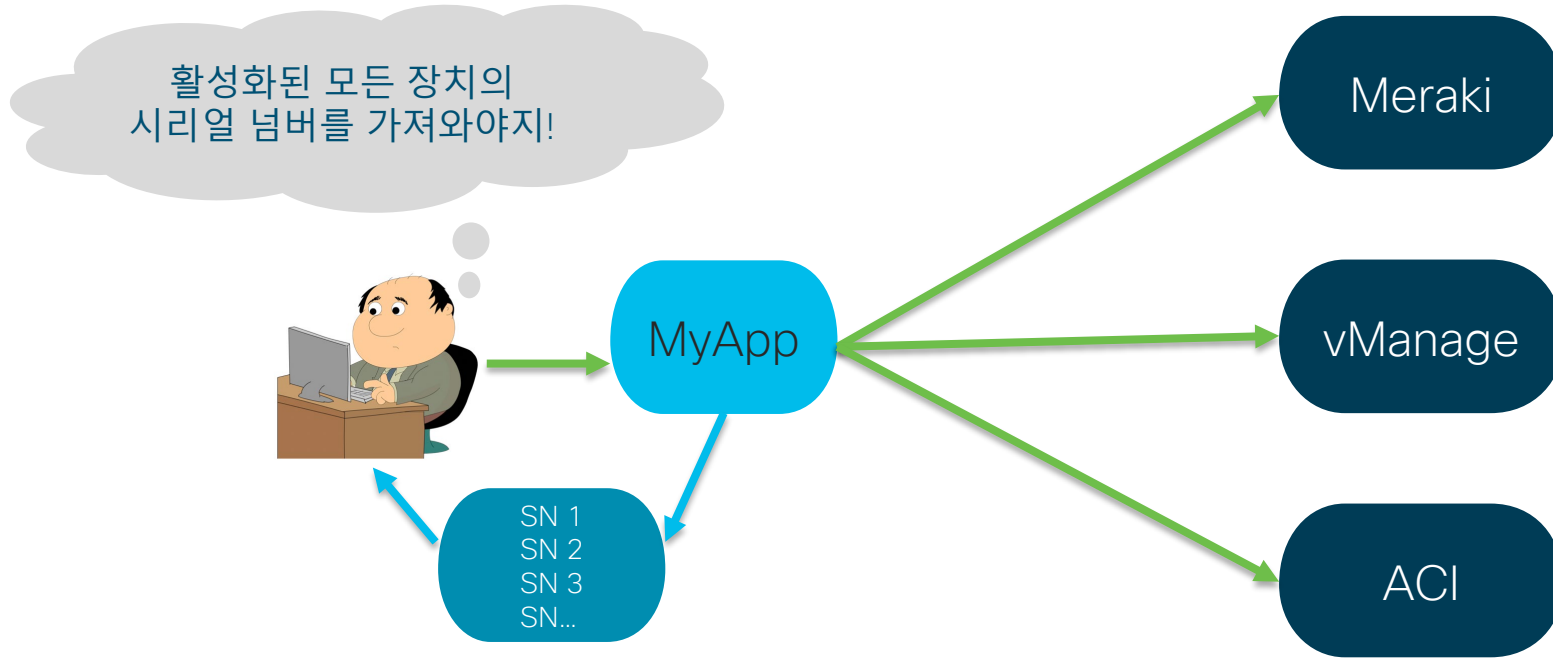 활성화된 모든 장치의
시리얼 넘버를 가져와야지!
Meraki
MyApp
vManage
SN 1
SN 2
SN 3
SN...
ACI